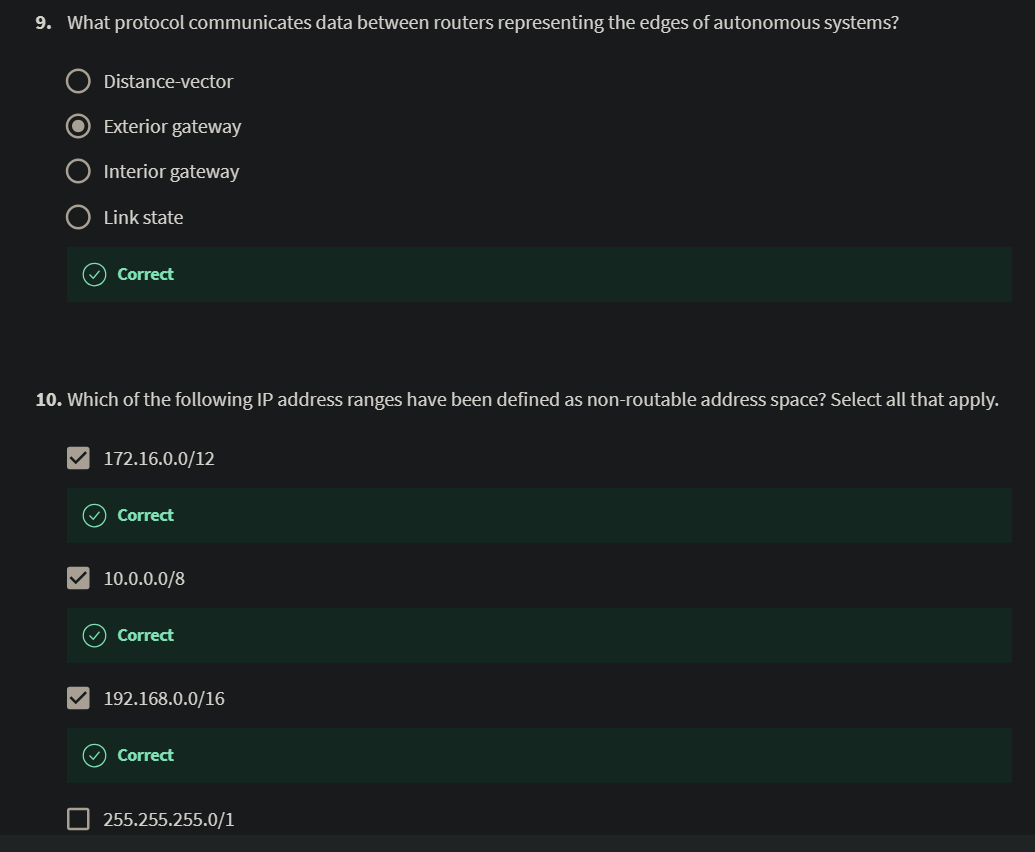 9. What protocol communicates data between routers representing the edges of autonomous systems?
Distance-vector
Exterior gateway
Interior gateway
Link state
Correct
10. Which of the following IP address ranges have been defined as non-routable address space? Select all that apply.
172.16.0.0/12
Correct
10.0.0.0/8
Correct
192.168.0.0/16
Correct
255.255.255.0/1